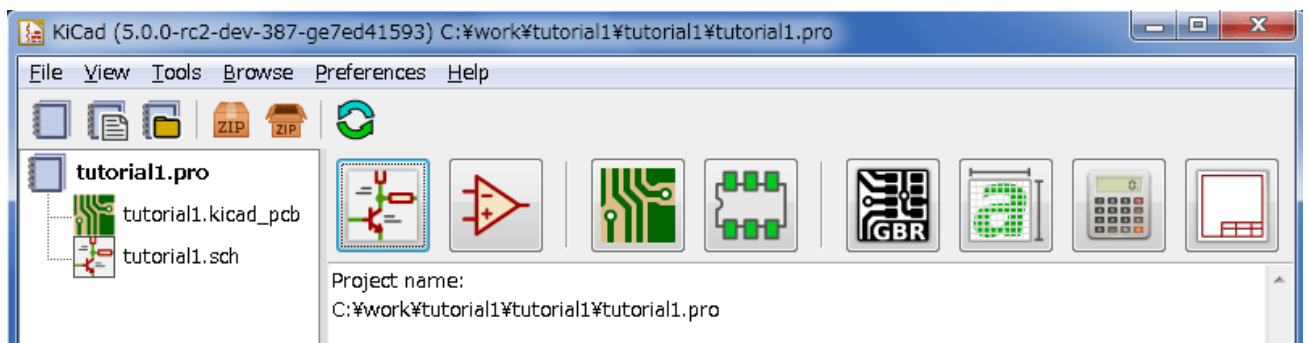 KiCad (5.0.0-rc2-dev-387-ge7ed41593) C:¥work¥tutorial1¥tutorial1¥tutorial1.pro
File View Tools Browse Preferences Help
ZIP ZIP
tutorial1.pro
tutorial1.kicad_pcb
tutorial1.sch
GBR a 0.
Project name:
C:¥work¥tutorial1¥tutorial1¥tutorial1.pro